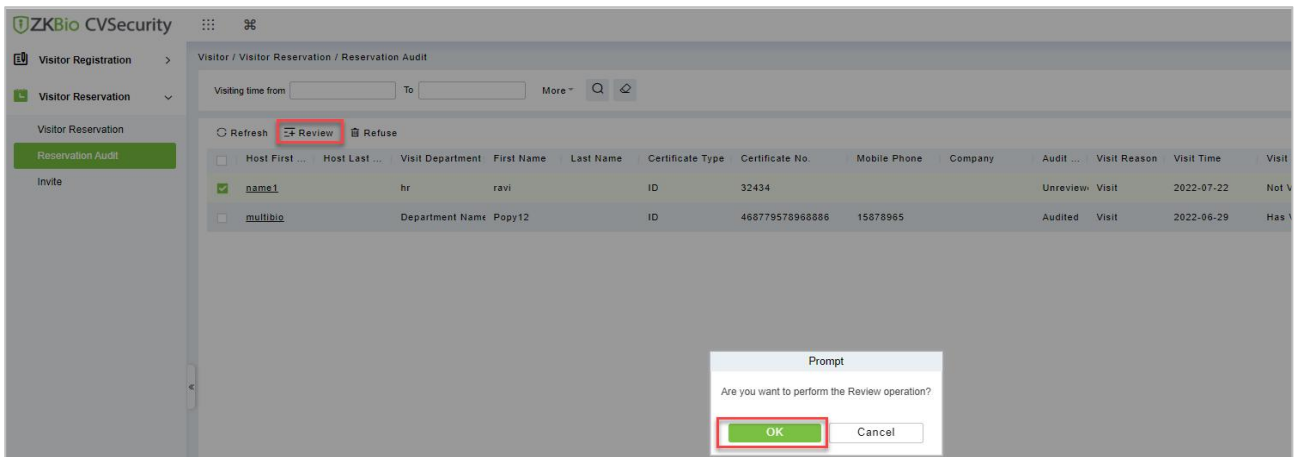 ZKBio CVSecurity
Visitor Registration
Visitor / Visitor Reservation / Reservation Audit
Visitor Reservation
Visiting time from To More
Visitor Reservation
Reservation Audit
Invite
Refresh Review Refuse
Host First ... Host Last ... Visit Department First Name Last Name Certificate Type Certificate No. Mobile Phone Company Audit ... Visit Reason Visit Time Visit
name1 hr ravi ID 32434 Unreview Visit 2022-07-22 Not
multibio Department Name Popy12 ID 468779578968886 15878965 Audited Visit 2022-06-29 Has
Prompt
Are you want to perform the Review operation?
OK Cancel